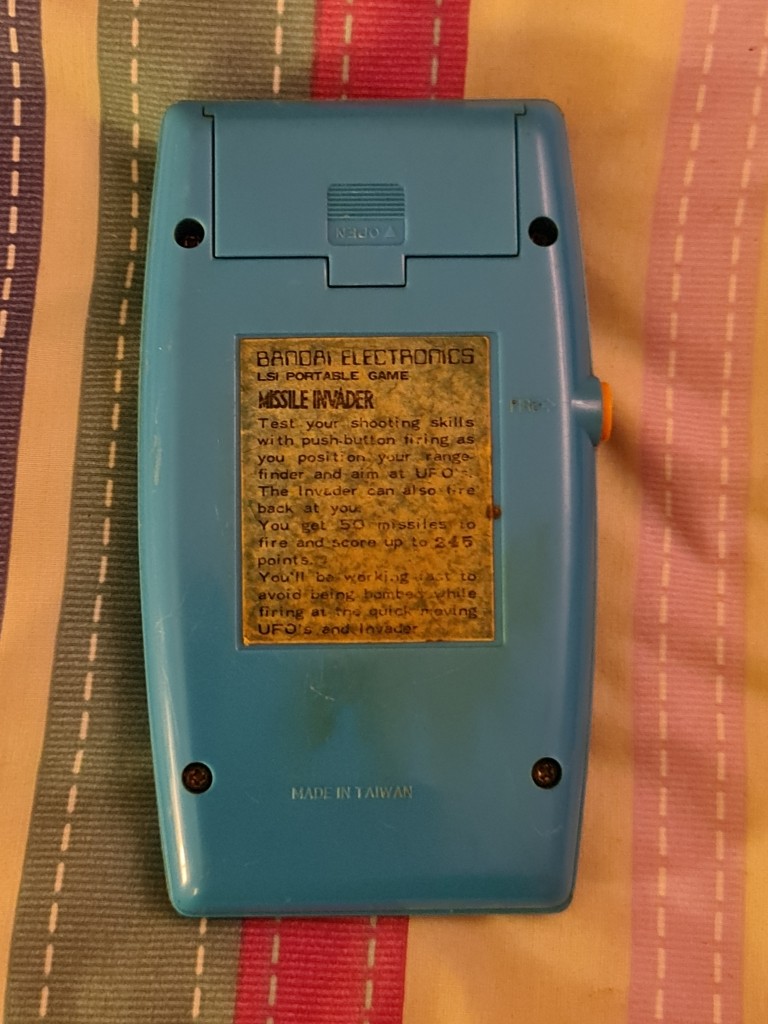 OPEN
BANDAI ELECTRONICS
LSI PORTABLE GAME
MISSILE INVADER
Test your shooting skills
with push-button firing as
you position your range-
finder and aim at UFO's.
The Invader can also fire
back at you.
You get 50 missiles to
fire and score up to 245
points.
You'll be working fast to
avoid being bombed while
firing at the quick moving
UFO's and Invader
MADE IN TAIWAN